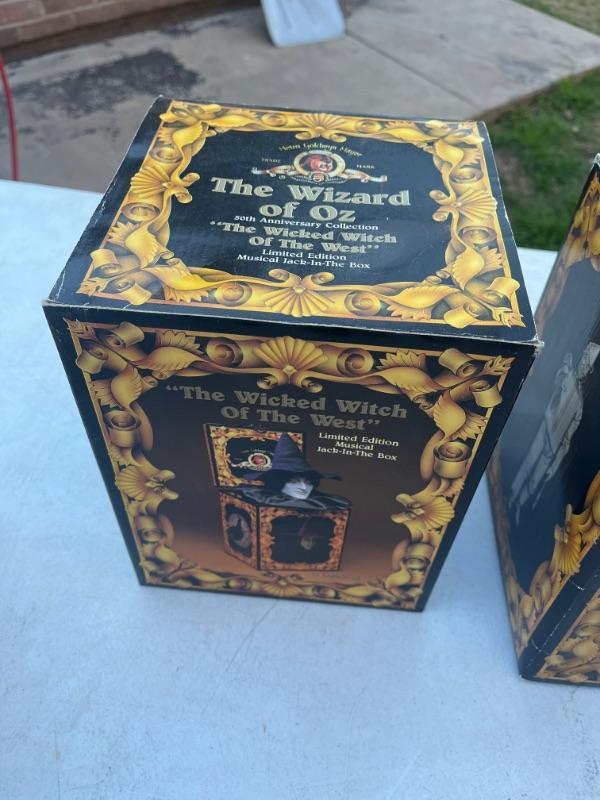 Metro Goldwyn Mayer
TRADE MARK
The Wizard
of Oz
50th Anniversary Collection
"The Wicked Witch
Of The West"
Limited Edition
Musical Jack-In-The Box
"The Wicked Witch
Of The West"
Limited Edition
Musical
Jack-In-The Box